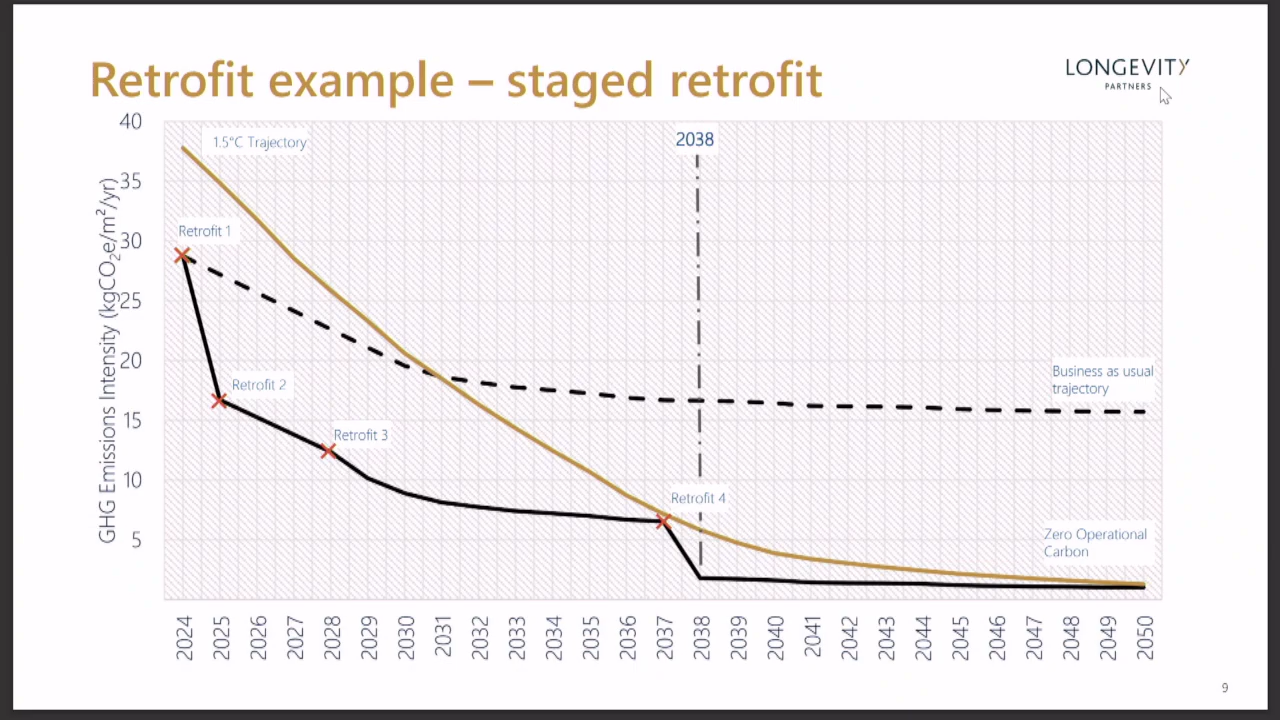 Retrofit example – staged retrofit
LONGEVITY
PARTNERS
GHG Emissions Intensity (kgCO₂e/m²/yr)
40
35
30
25
20
15
10
5
1.5°C Trajectory
2038
Retrofit 1
Retrofit 2
Retrofit 3
Retrofit 4
Business as usual
trajectory
Zero Operational
Carbon
2024
2025
2026
2027
2028
2029
2030
2031
2032
2033
2034
2035
2036
2037
2038
2039
2040
2041
2042
2043
2044
2045
2046
2047
2048
2049
2050
9